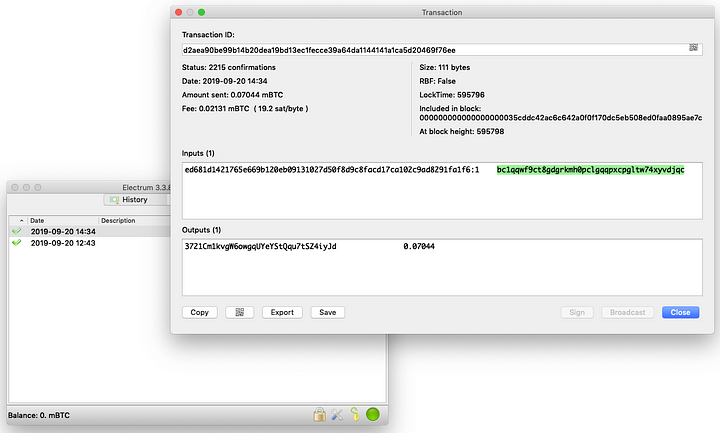 Transaction
Transaction ID:
d2aea90be99b14b20dea19bd13ec1fecce39a64da1144141a1ca5d20469f76ee
Status: 2215 confirmations
Date: 2019-09-20 14:34
Amount sent: 0.07044 mBTC
Fee: 0.02131 mBTC ( 19.2 sat/byte )
Size: 111 bytes
RBF: False
LockTime: 595796
Included in block:
000000000000000000035cddc42ac6c642a0f0f170dc5eb508ed0faa0895ae7c
At block height: 595798
Inputs (1)
ed681d1421765e669b120eb09131027d50f8d9c8facd17ca102c9ad8291fa1f6:1 bc1qqwf9ct8gdgrkmh0pclgqqpxcpgltw74xyvdjqc
Outputs (1)
3721Cm1kvgW6owgqUYeYStQqu7tSZ4iyJd 0.07044
Copy
Export
Save
Sign
Broadcast
Close
Electrum 3.3.8
History
Date Description
2019-09-20 14:34
2019-09-20 12:43
Balance: 0. mBTC